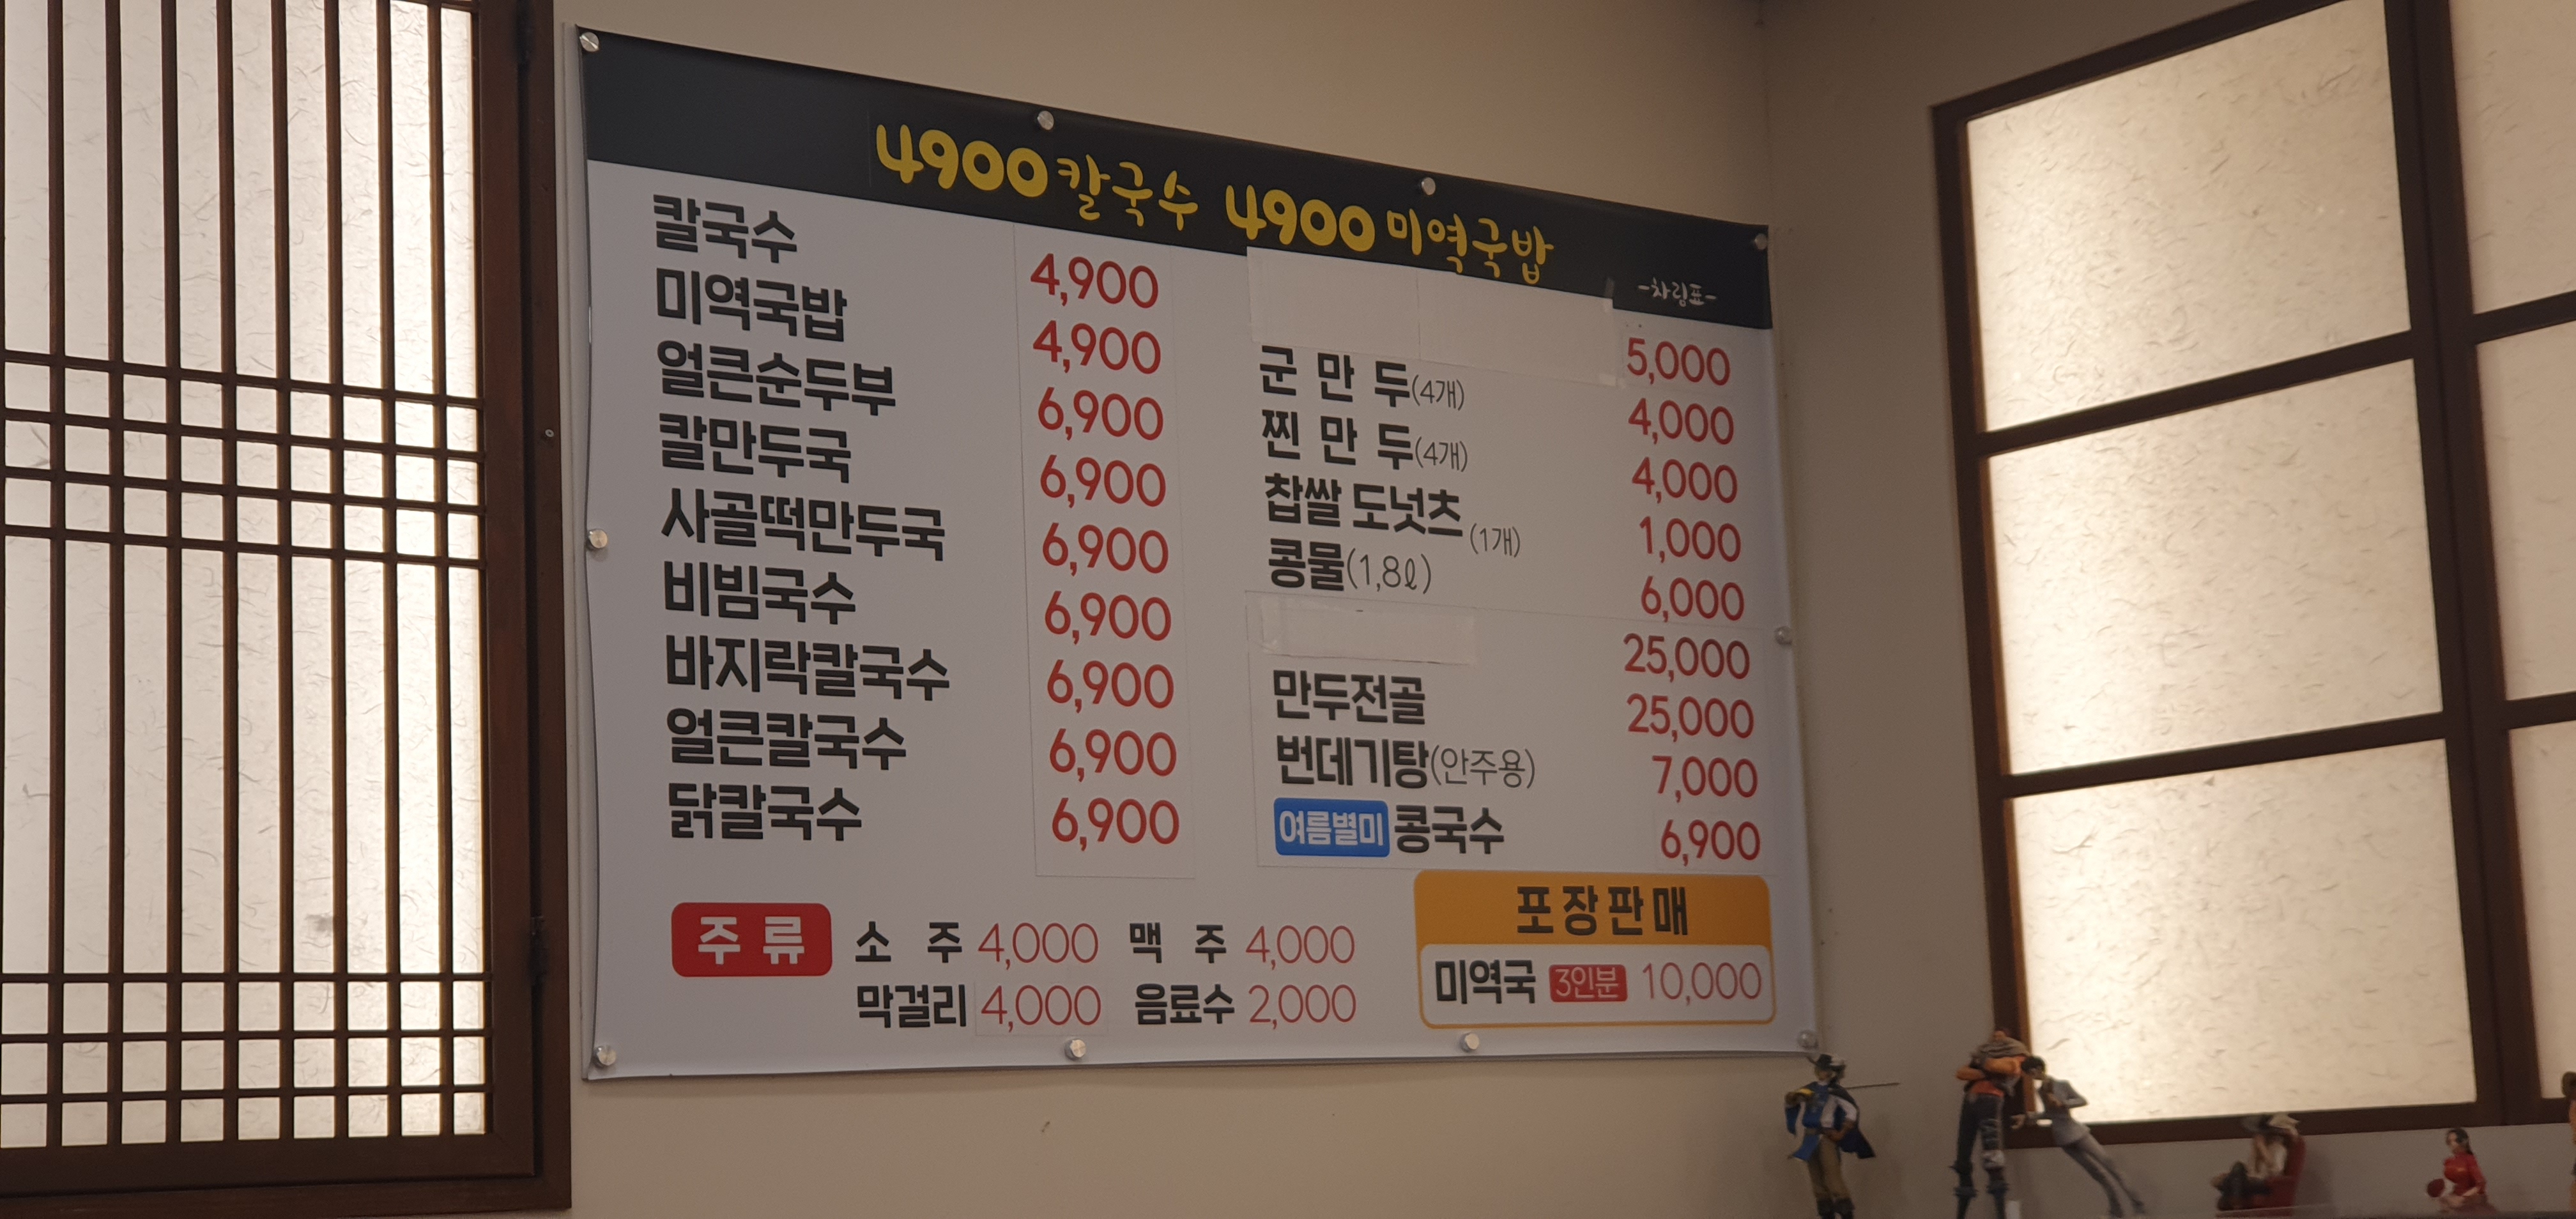 4900 칼국수 4900 미역국밥
-차림표-
칼국수 4,900
미역국밥 4,900
얼큰순두부 6,900
칼만두국 6,900
사골떡만두국 6,900
비빔국수 6,900
바지락칼국수 6,900
얼큰칼국수 6,900
닭칼국수 6,900
5,000
군 만 두(4개) 4,000
찐 만 두(4개) 4,000
찹쌀 도넛츠 (1개) 1,000
콩물(1,8ℓ) 6,000
25,000
만두전골 25,000
번데기탕(안주용) 7,000
여름별미 콩국수 6,900
주 류 소 주 4,000 맥 주 4,000
막걸리 4,000 음료수 2,000
포장판매
미역국 3인분 10,000